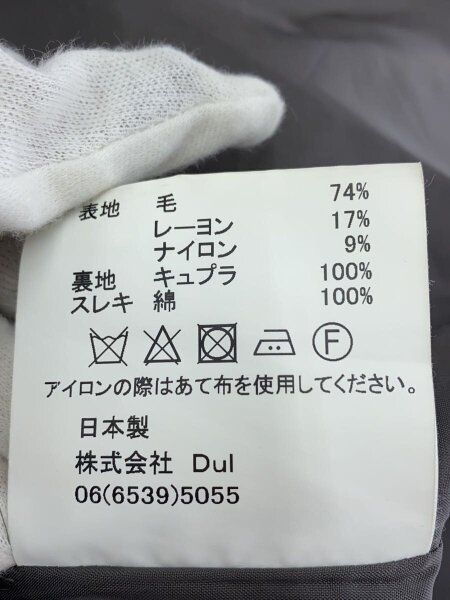 表地 毛 74%
レーヨン 17%
ナイロン 9%
裏地 キュプラ 100%
スレキ 綿 100%
F
アイロンの際はあて布を使用してください。
日本製
株式会社 Dul
06(6539)5055